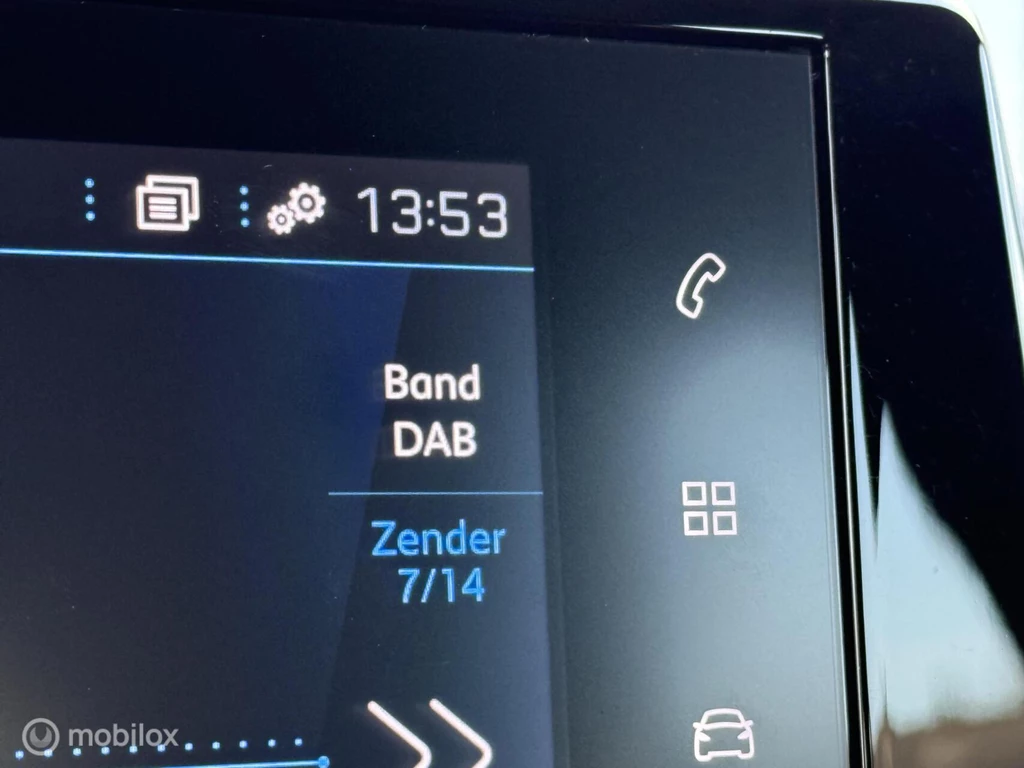 13:53
Band
DAB
Zender
7/14
mobilox